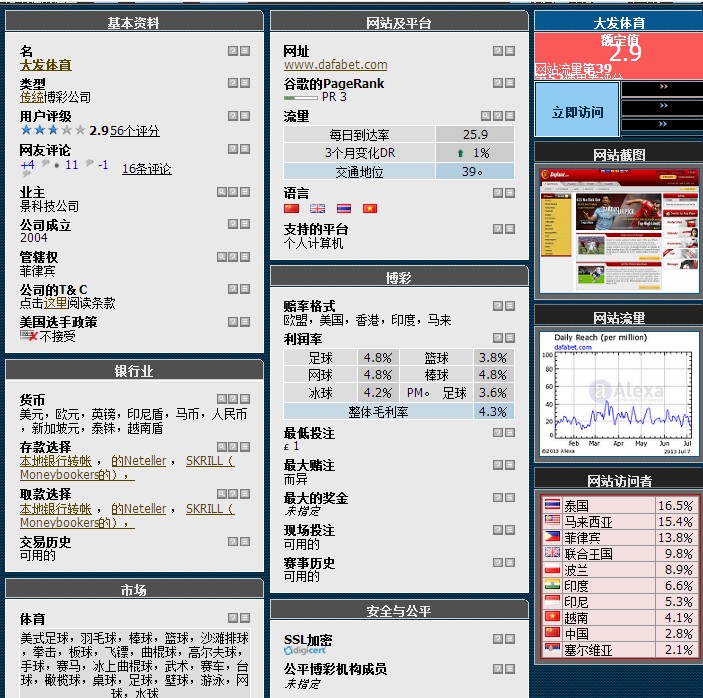 基本资料
名
大发体育
类型
传统博彩公司
用户评级
2.956个评分
网友评论
+4 11 -1 16条评论
业主
景科技公司
公司成立
2004
管辖权
菲律宾
公司的T& C
点击这里阅读条款
美国选手政策
不接受
银行业
货币
美元，欧元，英镑，印尼盾，马币，人民币
，新加坡元，泰铢，越南盾
存款选择
本地银行转帐 ， 的Neteller ， SKRILL（
Moneybookers的），
取款选择
本地银行转帐 ， 的Neteller ， SKRILL（
Moneybookers的），
交易历史
可用的
市场
体育
美式足球，羽毛球，棒球，篮球，沙滩排球
，拳击，板球，飞镖，曲棍球，高尔夫球，
手球，赛马，冰上曲棍球，武术，赛车，台
球，橄榄球，桌球，足球，壁球，游泳，网
球，水球
网站及平台
网址
www.dafabet.com
谷歌的PageRank
PR 3
流量
每日到达率 25.9
3个月变化DR 1%
交通地位 39。
语言
支持的平台
个人计算机
博彩
赔率格式
欧盟，美国，香港，印度，马来
利润率
足球 4.8% 篮球 3.8%
网球 4.8% 棒球 4.8%
冰球 4.2% PM。 足球 3.6%
整体毛利率 4.3%
最低投注
£ 1
最大赌注
而异
最大的奖金
未指定
现场投注
可用的
赛事历史
可用的
安全与公平
SSL加密
digicert
公平博彩机构成员
未指定
大发体育
2.9
网站流量第39
立即访问
网站截图
网站流量
Daily Reach (per million)
dafabet.com
100
80
60
40
20
0
Alexa
Feb Mar Apr May Jun
©2013 Alexa 2013 Jul 7
网站访问者
泰国 16.5%
马来西亚 15.4%
菲律宾 13.8%
联合王国 9.8%
波兰 8.9%
印度 6.6%
印尼 5.3%
越南 4.1%
中国 2.8%
塞尔维亚 2.1%